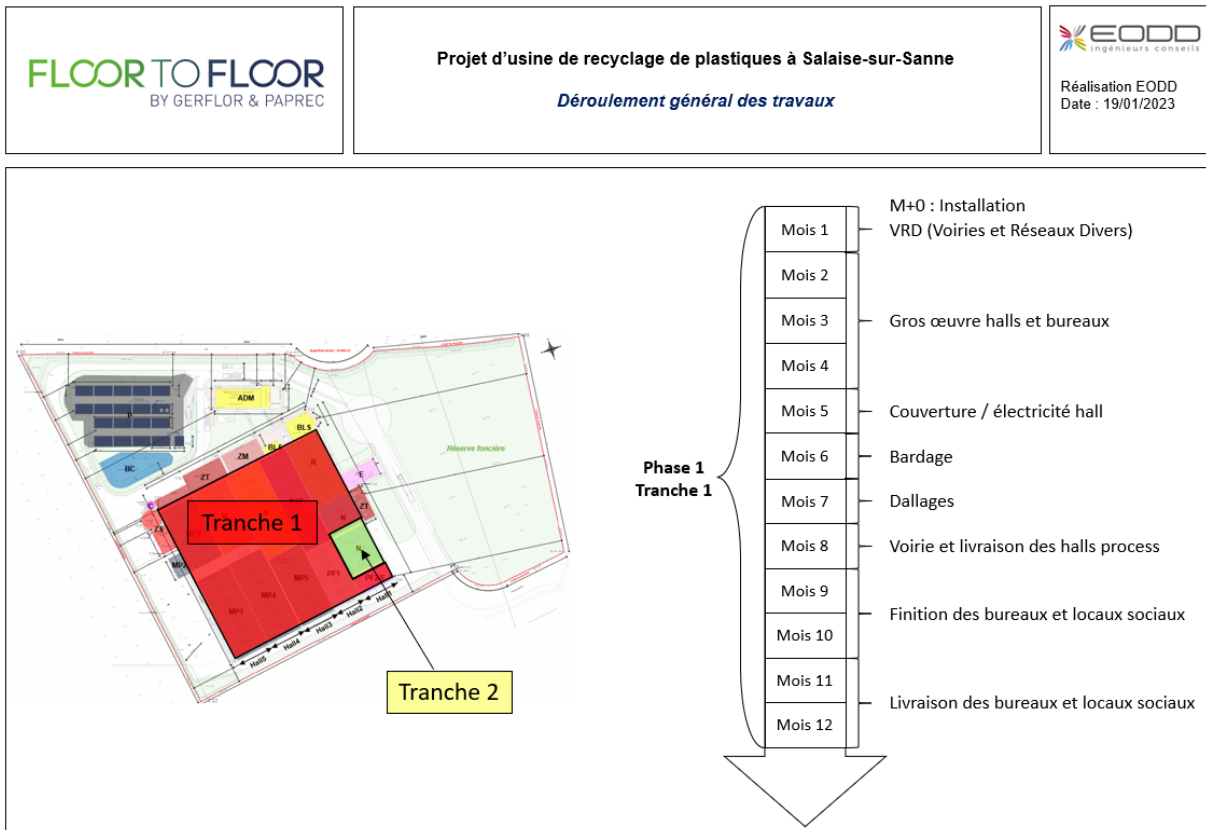 FLOOR TO FLOOR
BY GERFLOR & PAPREC
Projet d'usine de recyclage de plastiques à Salaise-sur-Sanne
Déroulement général des travaux
EODD
ingénieurs conseils
Réalisation EODD
Date : 19/01/2023
ADM
P
BC
BLS
ZM
ZT
R
E
Réserve foncière
Tranche 1
ZT
N
N
MP5
PF1
MP4
MP1
Hall1
Hall2
Hall3
Hall4
Hall5
Tranche 2
Phase 1
Tranche 1
M+0 : Installation
Mois 1
VRD (Voiries et Réseaux Divers)
Mois 2
Mois 3
Gros œuvre halls et bureaux
Mois 4
Mois 5
Couverture / électricité hall
Mois 6
Bardage
Mois 7
Dallages
Mois 8
Voirie et livraison des halls process
Mois 9
Finition des bureaux et locaux sociaux
Mois 10
Mois 11
Livraison des bureaux et locaux sociaux
Mois 12